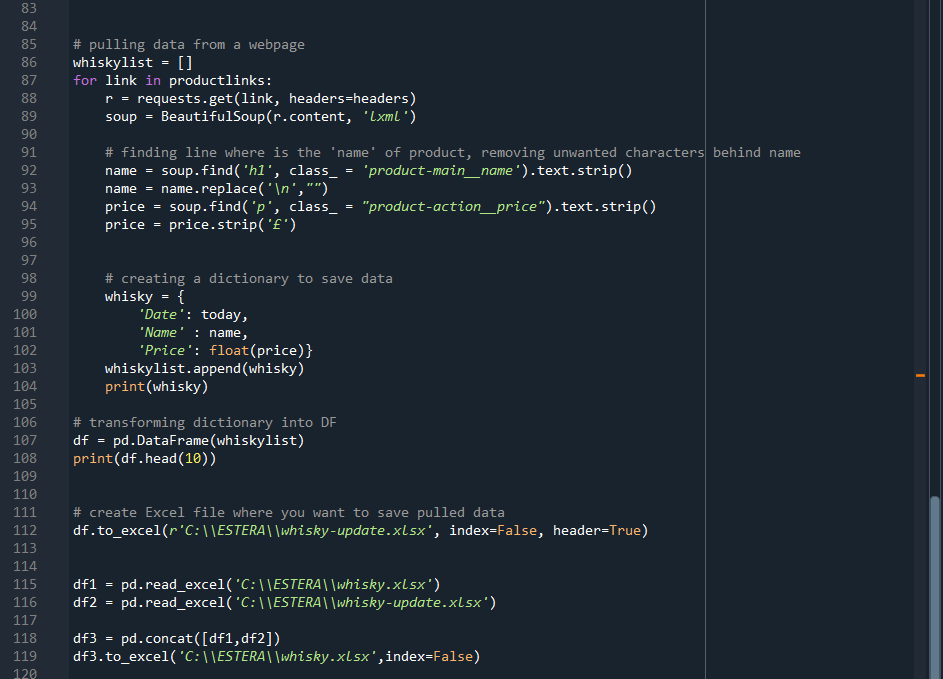 83
84
85 # pulling data from a webpage
86 whiskylist = []
87 for link in productlinks:
88     r = requests.get(link, headers=headers)
89     soup = BeautifulSoup(r.content, 'lxml')
90
91     # finding line where is the 'name' of product, removing unwanted characters behind name
92     name = soup.find('h1', class_ = 'product-main__name').text.strip()
93     name = name.replace('\n',"")
94     price = soup.find('p', class_ = "product-action__price").text.strip()
95     price = price.strip('£')
96
97
98     # creating a dictionary to save data
99     whisky = {
100         'Date': today,
101         'Name' : name,
102         'Price': float(price)}
103     whiskylist.append(whisky)
104     print(whisky)
105
106 # transforming dictionary into DF
107 df = pd.DataFrame(whiskylist)
108 print(df.head(10))
109
110
111 # create Excel file where you want to save pulled data
112 df.to_excel(r'C:\\ESTERA\\whisky-update.xlsx', index=False, header=True)
113
114
115 df1 = pd.read_excel('C:\\ESTERA\\whisky.xlsx')
116 df2 = pd.read_excel('C:\\ESTERA\\whisky-update.xlsx')
117
118 df3 = pd.concat([df1,df2])
119 df3.to_excel('C:\\ESTERA\\whisky.xlsx',index=False)
120